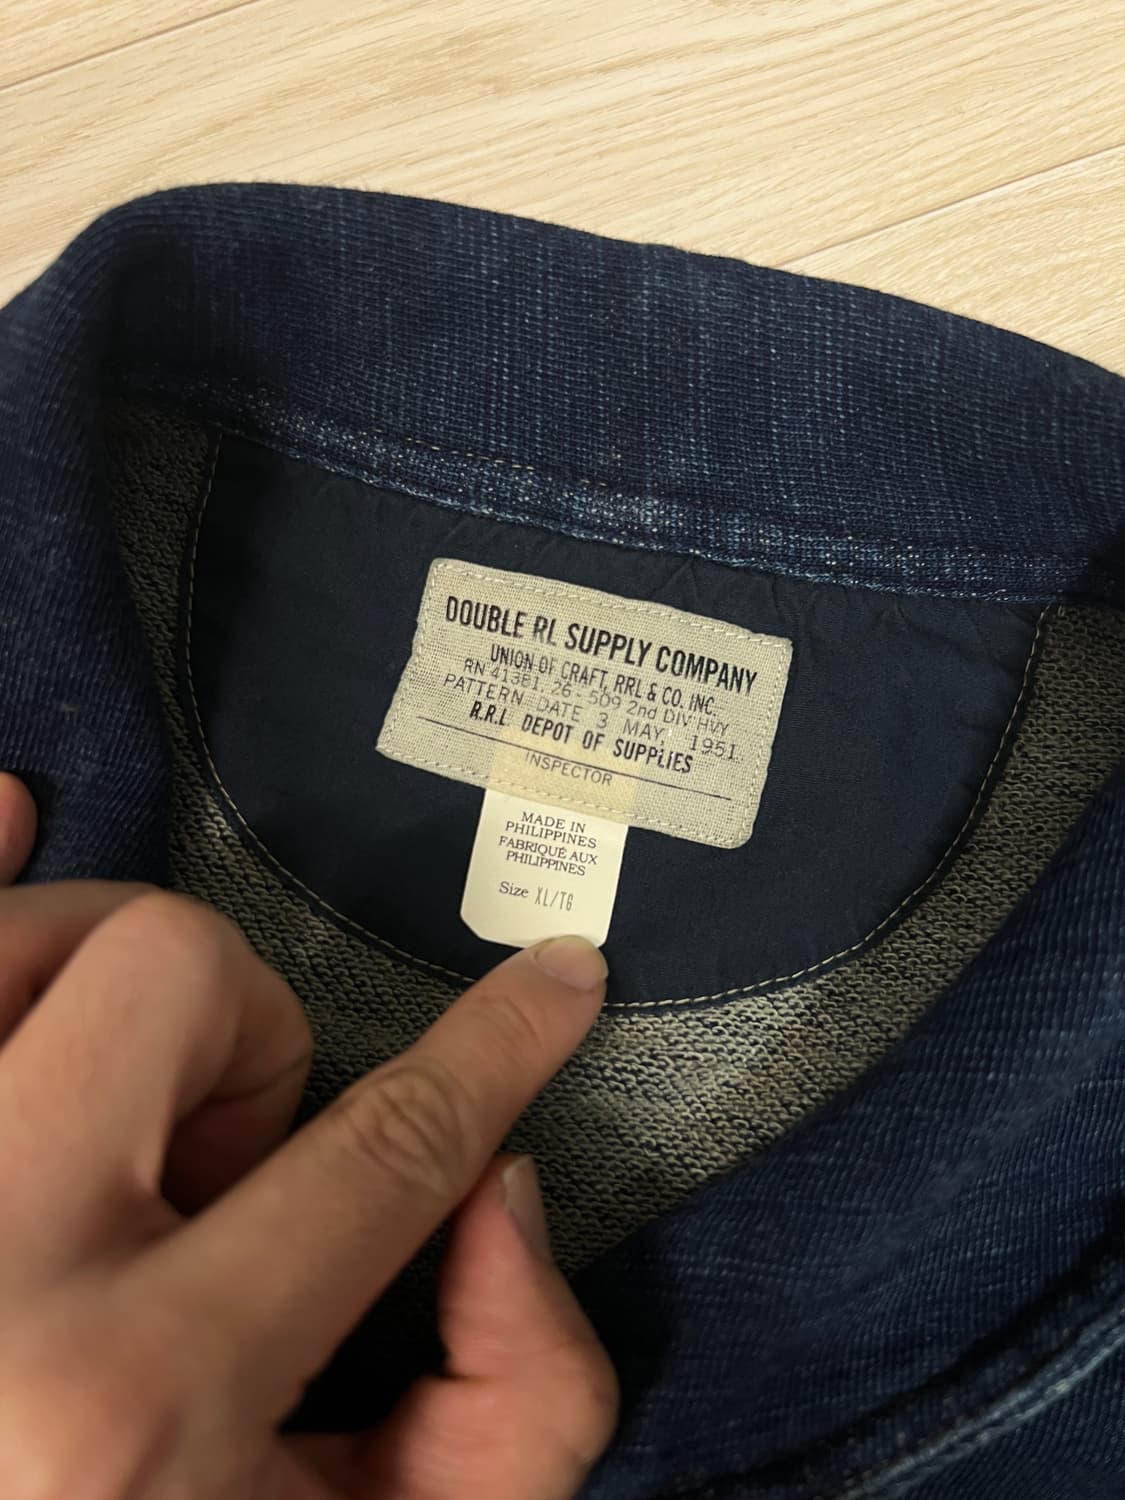 DOUBLE RL SUPPLY COMPANY
UNION OF CRAFT, RRL & CO. INC.
RN 41381. 26-509 2nd DIV. HVY
PATTERN DATE 3 MAY 1951.
R.R.L DEPOT OF SUPPLIES
INSPECTOR
MADE IN
PHILIPPINES
FABRIQUÉ AUX
PHILIPPINES
Size XL/TG